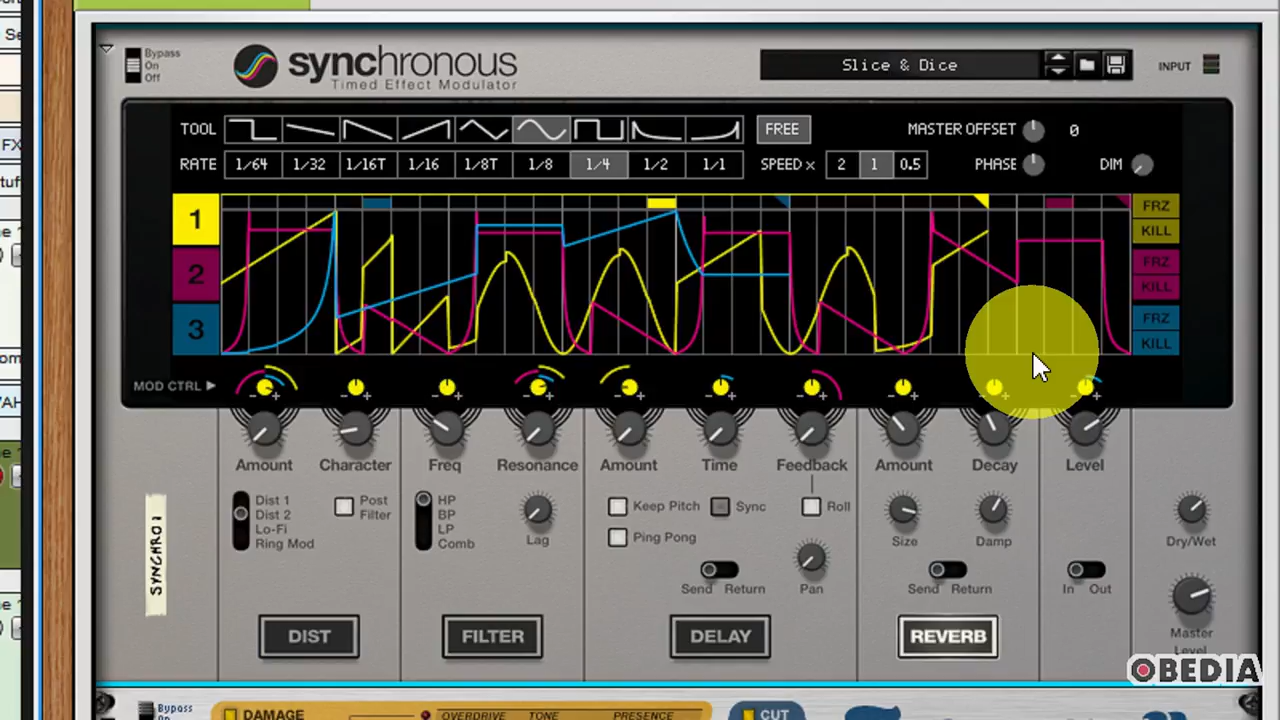 Se
FX
Bypass
On
Off
synchronous
Timed Effect Modulator
Slice & Dice
INPUT
TOOL
FREE
MASTER OFFSET 0
RATE 1/64 1/32 1/16T 1/16 1/8T 1/8 1/4 1/2 1/1 SPEED x 2 1 0.5 PHASE DIM
1
2
3
FRZ
KILL
FRZ
KILL
FRZ
KILL
MOD CTRL
- + - + - + - + - + - + - + - + - + - +
Amount Character Freq Resonance Amount Time Feedback Amount Decay Level
Dist 1
Dist 2
Lo-Fi
Ring Mod
Post
Filter
HP
BP
LP
Comb
Lag
Keep Pitch Sync Roll
Ping Pong
Send Return
Pan
Size Damp
Send Return
In Out
Dry/Wet
Master
Level
SYNCHRO 1
DIST FILTER DELAY REVERB
OBEDIA
Bypass
On
DAMAGE OVERDRIVE TONE PRESENCE CUT